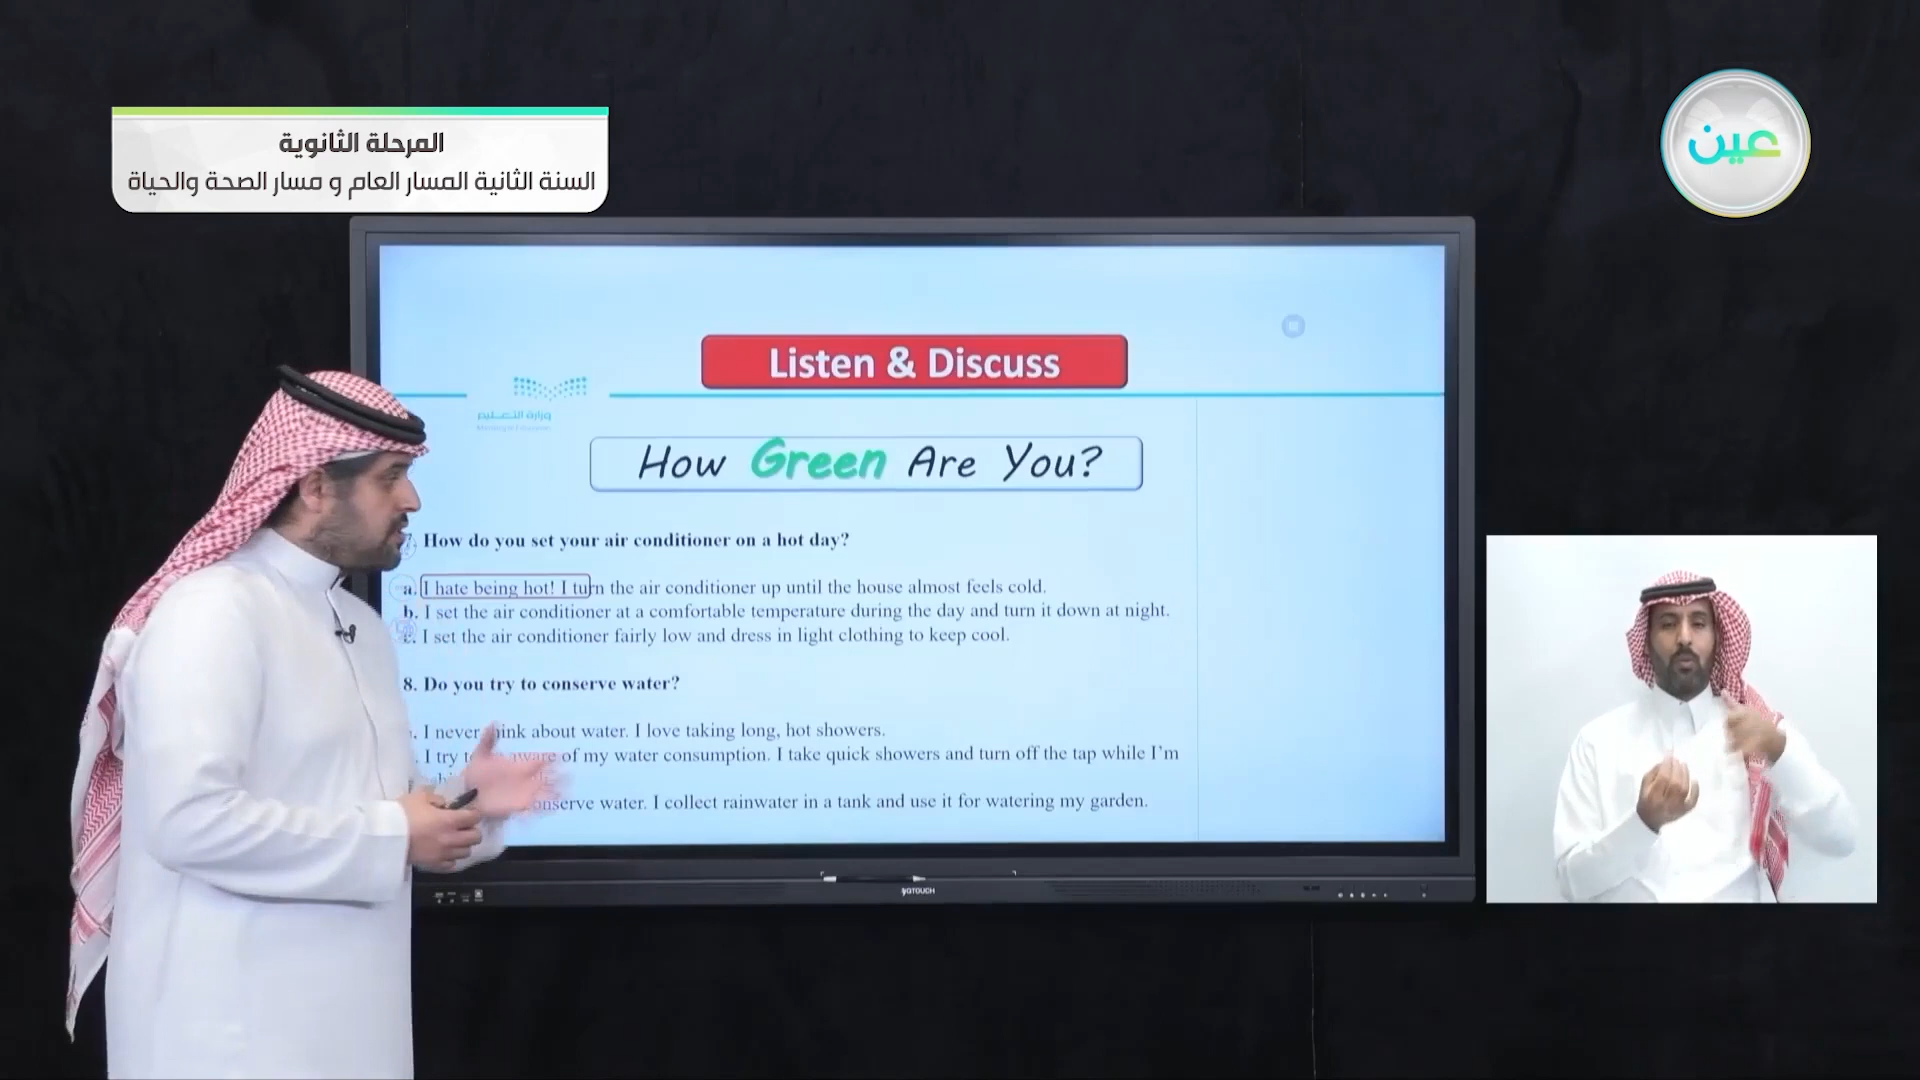 المرحلة الثانوية
السنة الثانية المسار العام و مسار الصحة والحياة
عين
Listen & Discuss
وزارة التعليم
Ministry of Education
How Green Are You?
7. How do you set your air conditioner on a hot day?
a. I hate being hot! I turn the air conditioner up until the house almost feels cold.
b. I set the air conditioner at a comfortable temperature during the day and turn it down at night.
c. I set the air conditioner fairly low and dress in light clothing to keep cool.
8. Do you try to conserve water?
. I never think about water. I love taking long, hot showers.
. I try to aware of my water consumption. I take quick showers and turn off the tap while I'm
conserve water. I collect rainwater in a tank and use it for watering my garden.